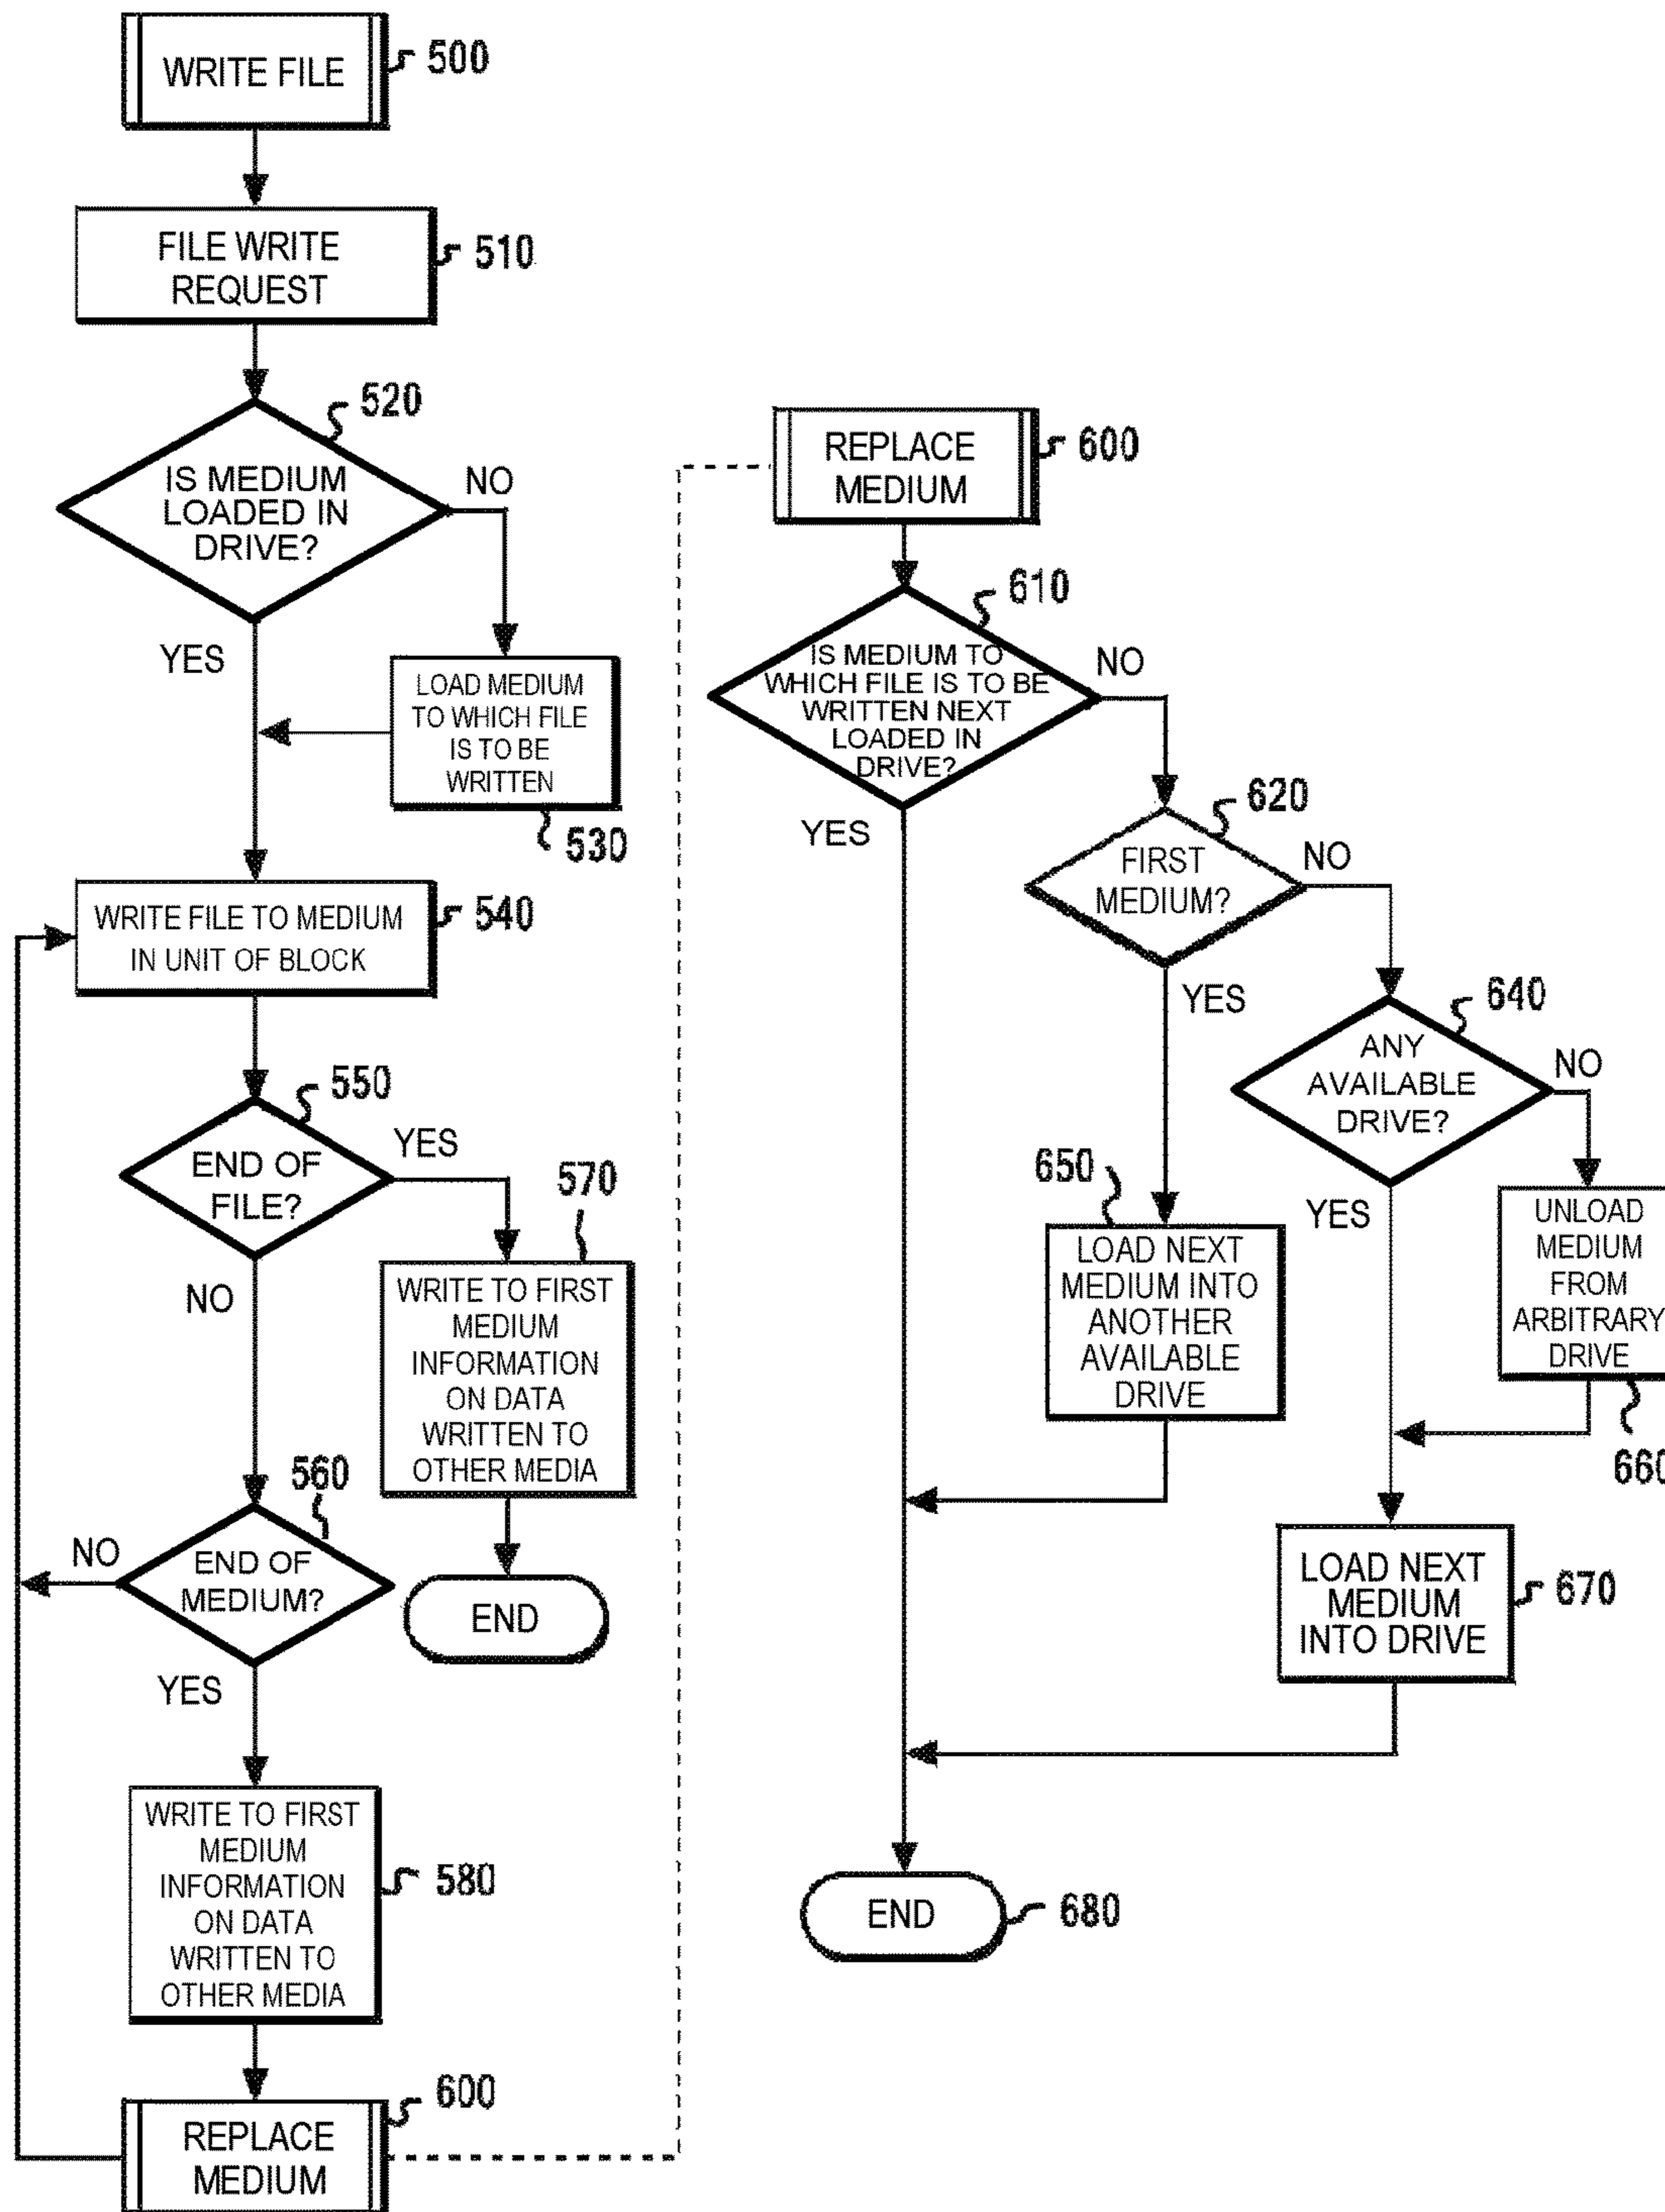 WRITE FILE
500
FILE WRITE
REQUEST
510
520
IS MEDIUM
LOADED IN
DRIVE?
NO
YES
LOAD MEDIUM
TO WHICH FILE
IS TO BE
WRITTEN
530
WRITE FILE TO MEDIUM
IN UNIT OF BLOCK
540
550
END OF
FILE?
YES
NO
570
WRITE TO FIRST
MEDIUM
INFORMATION
ON DATA
WRITTEN TO
OTHER MEDIA
END
560
END OF
MEDIUM?
NO
YES
WRITE TO FIRST
MEDIUM
INFORMATION
ON DATA
WRITTEN TO
OTHER MEDIA
580
600
REPLACE
MEDIUM
REPLACE
MEDIUM
600
610
IS MEDIUM TO
WHICH FILE IS TO BE
WRITTEN NEXT
LOADED IN
DRIVE?
NO
YES
620
FIRST
MEDIUM?
NO
YES
640
ANY
AVAILABLE
DRIVE?
NO
YES
650
LOAD NEXT
MEDIUM INTO
ANOTHER
AVAILABLE
DRIVE
UNLOAD
MEDIUM
FROM
ARBITRARY
DRIVE
660
LOAD NEXT
MEDIUM
INTO DRIVE
670
END
680